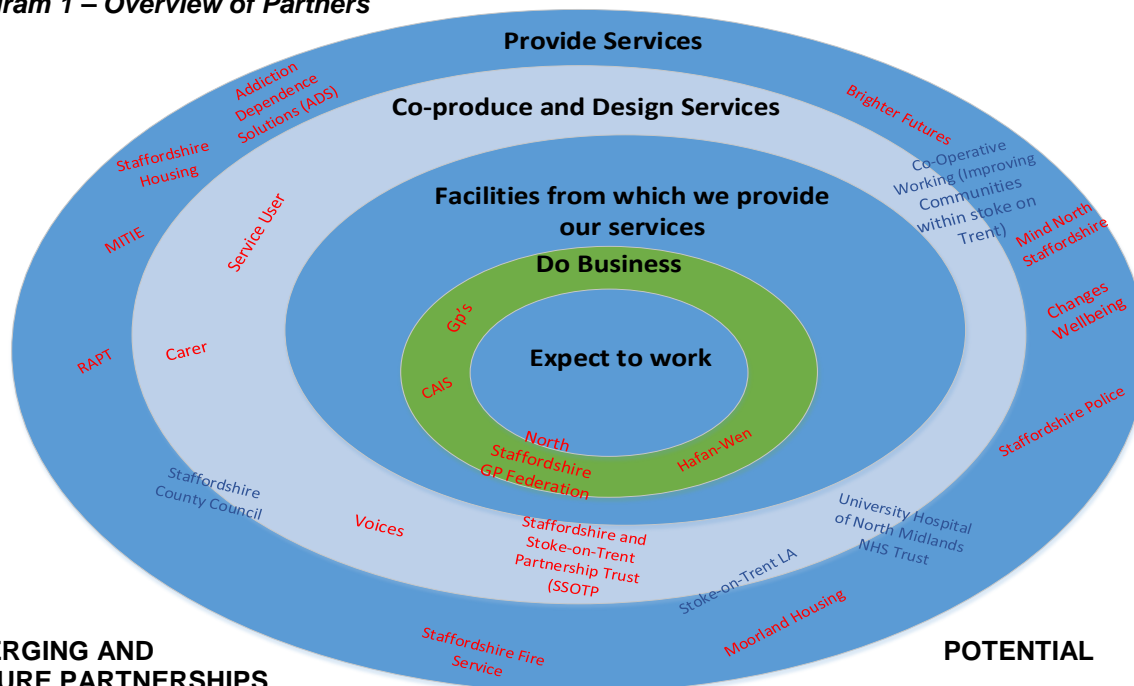 gram 1 – Overview of Partners
Provide Services
Addiction
Dependence
Solutions (ADS)
Brighter Futures
Co-produce and Design Services
Staffordshire
Housing
Co-Operative
Working (Improving
Communities
within stoke on
Trent)
Facilities from which we provide
our services
Service User
MITIE
Mind North
Staffordshire
Do Business
Changes
Wellbeing
Gp's
RAPT
Carer
Expect to work
CAIS
Staffordshire Police
North
Staffordshire
GP Federation
Hafan-Wen
Staffordshire
County Council
Voices
Staffordshire and
Stoke-on-Trent
Partnership Trust
(SSOTP
University Hospital
of North Midlands
NHS Trust
Stoke-on-Trent LA
Moorland Housing
Staffordshire Fire
Service
ERGING AND
URE PARTNERSHIPS
POTENTIAL